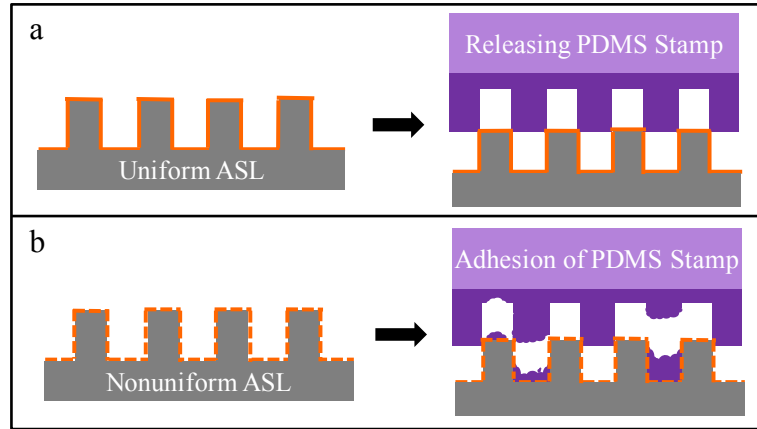 a
Releasing PDMS Stamp
Uniform ASL
b
Adhesion of PDMS Stamp
Nonuniform ASL